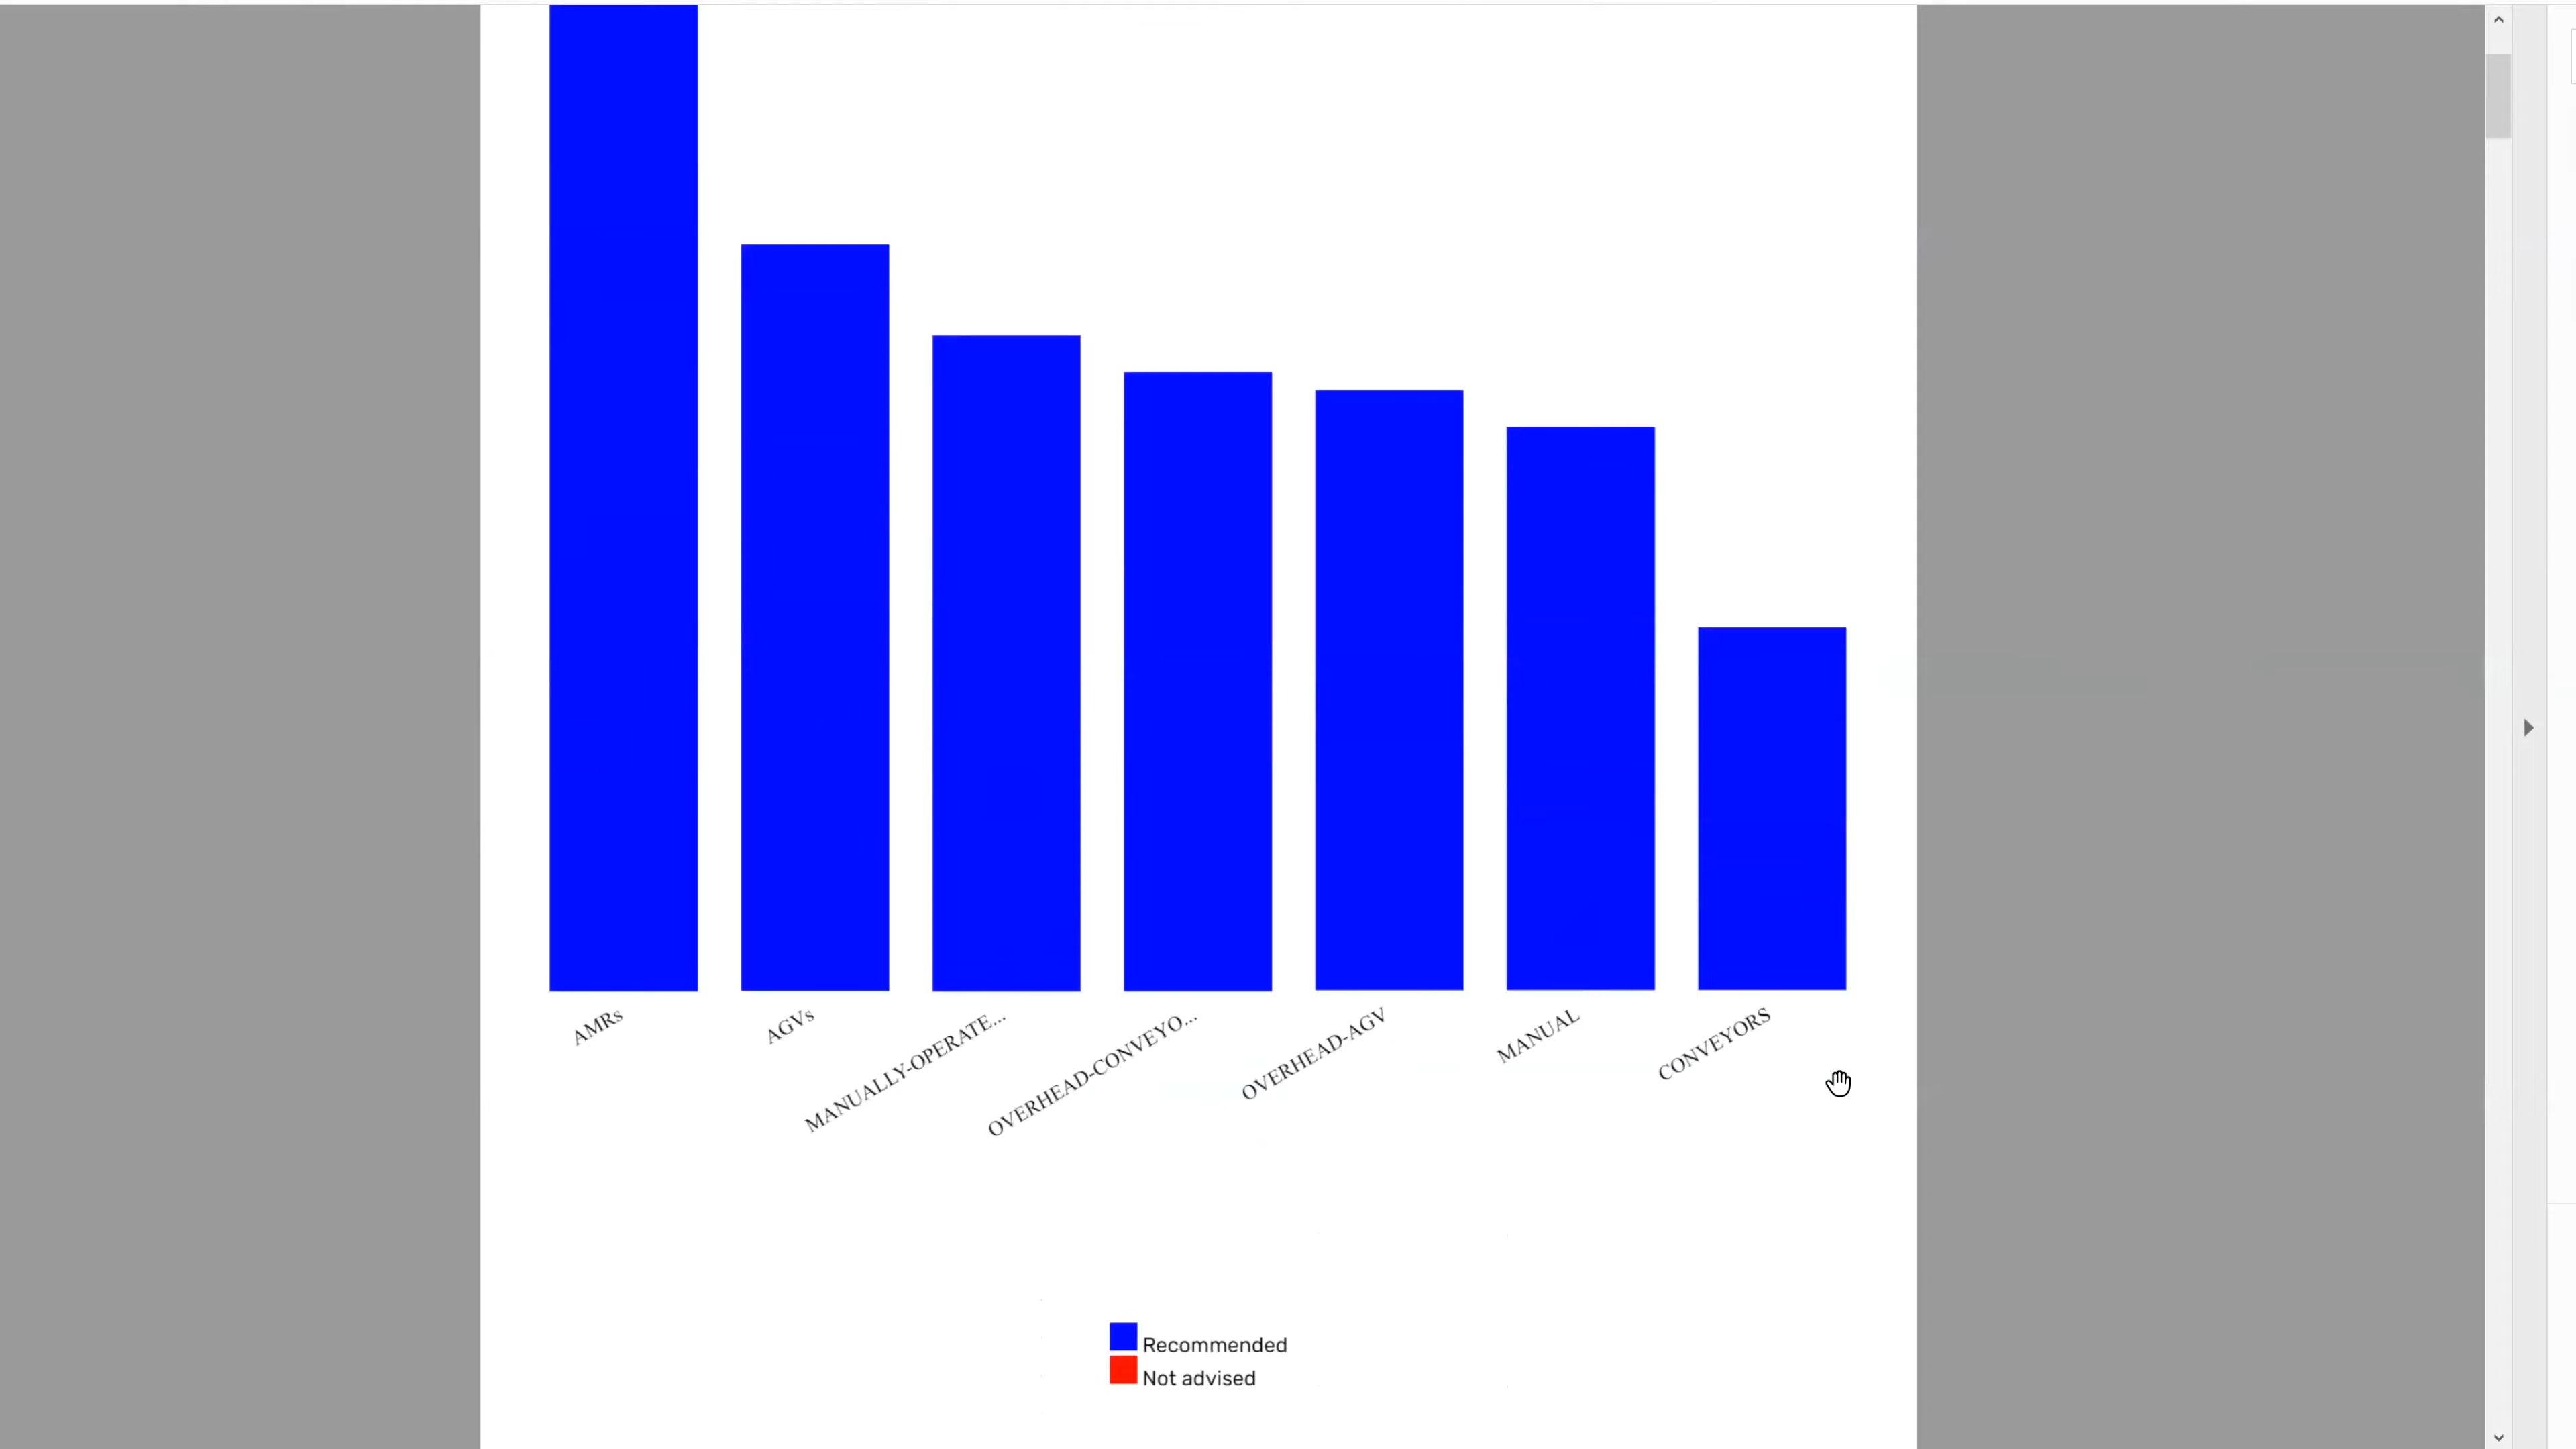 AMRs
AGVs
MANUALLY-OPERATE...
OVERHEAD-CONVEYO...
OVERHEAD-AGV
MANUAL
CONVEYORS
Recommended
Not advised